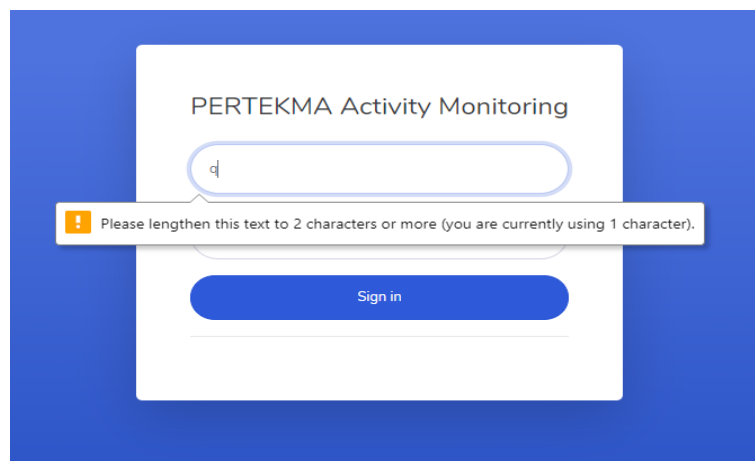 PERTEKMA Activity Monitoring
q
Please lengthen this text to 2 characters or more (you are currently using 1 character).
Sign in